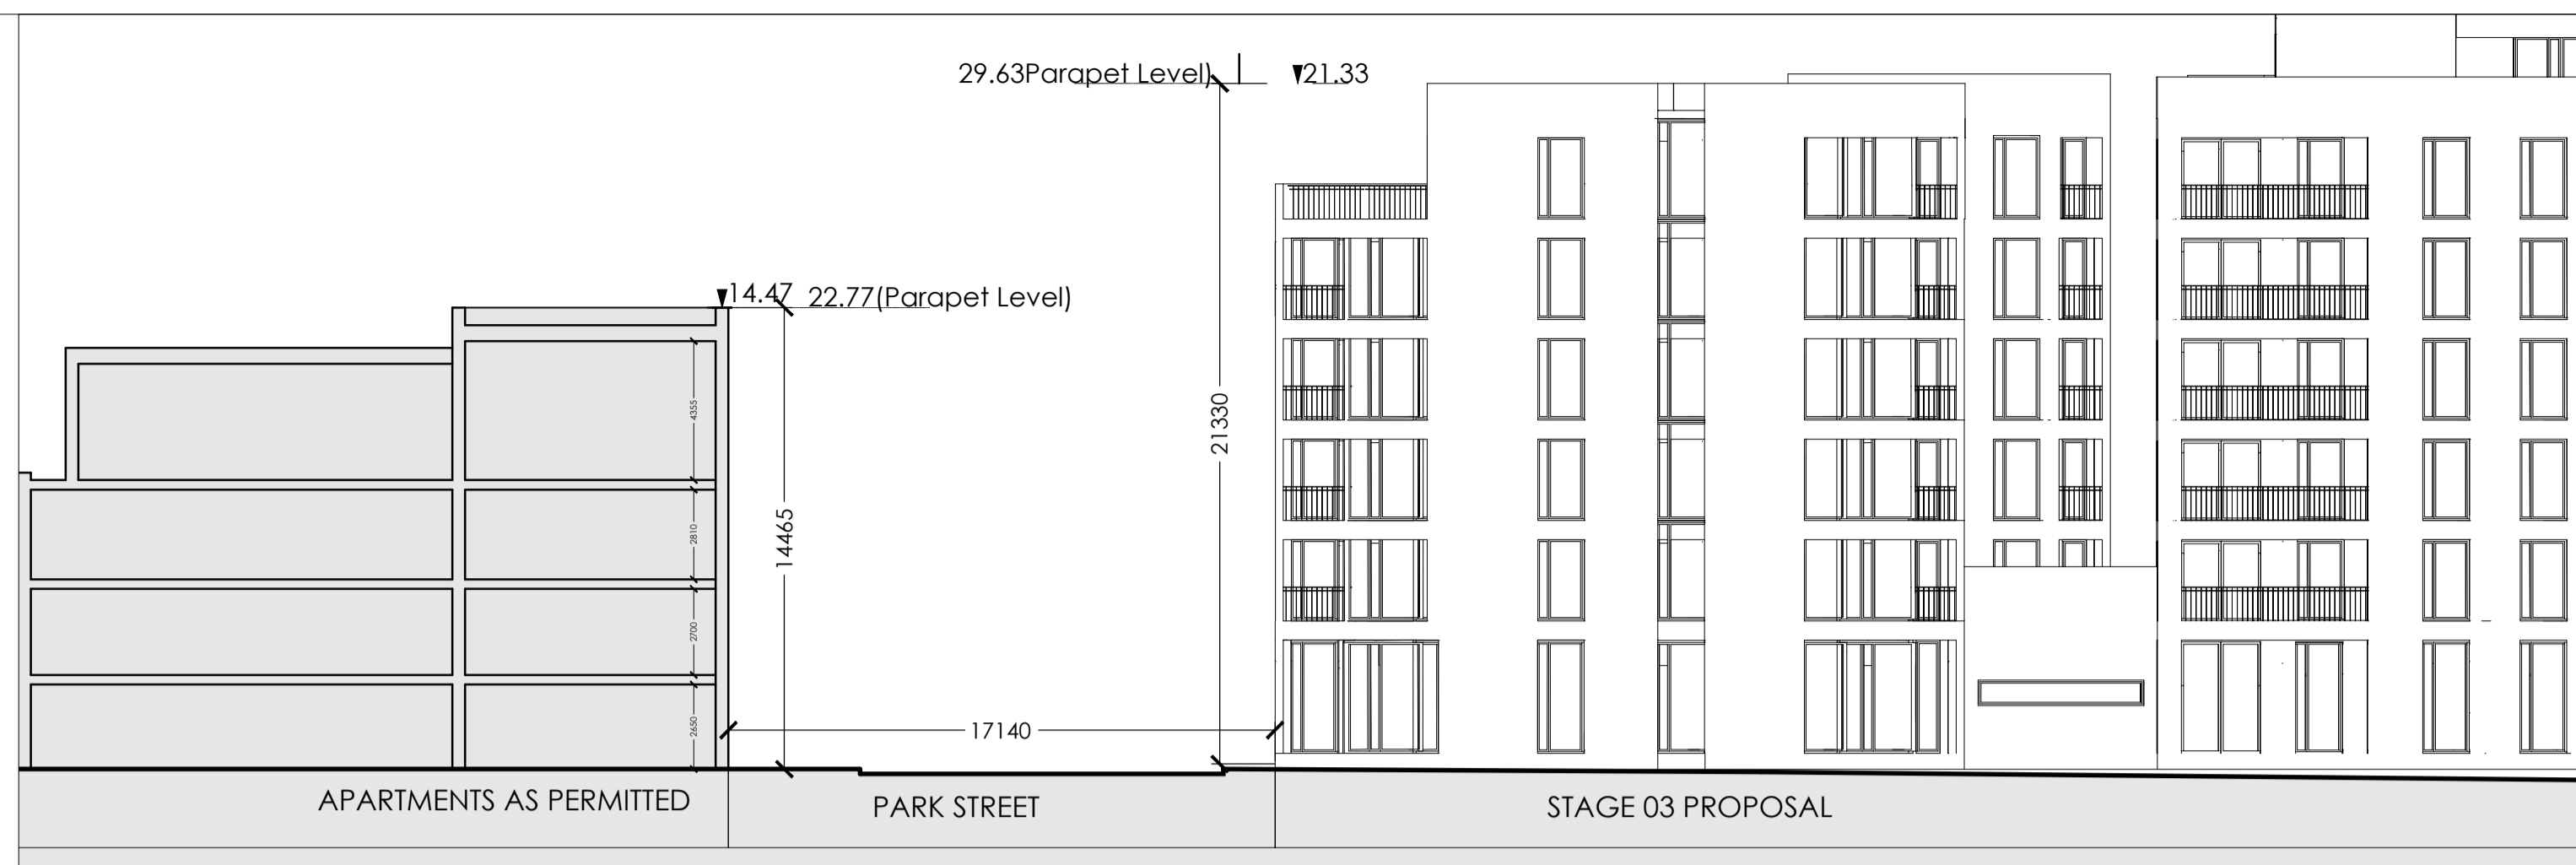 29.63Parapet Level)
21.33
14.47
22.77(Parapet Level)
4355
21330
14465
2810
2700
2650
17140
APARTMENTS AS PERMITTED
PARK STREET
STAGE 03 PROPOSAL